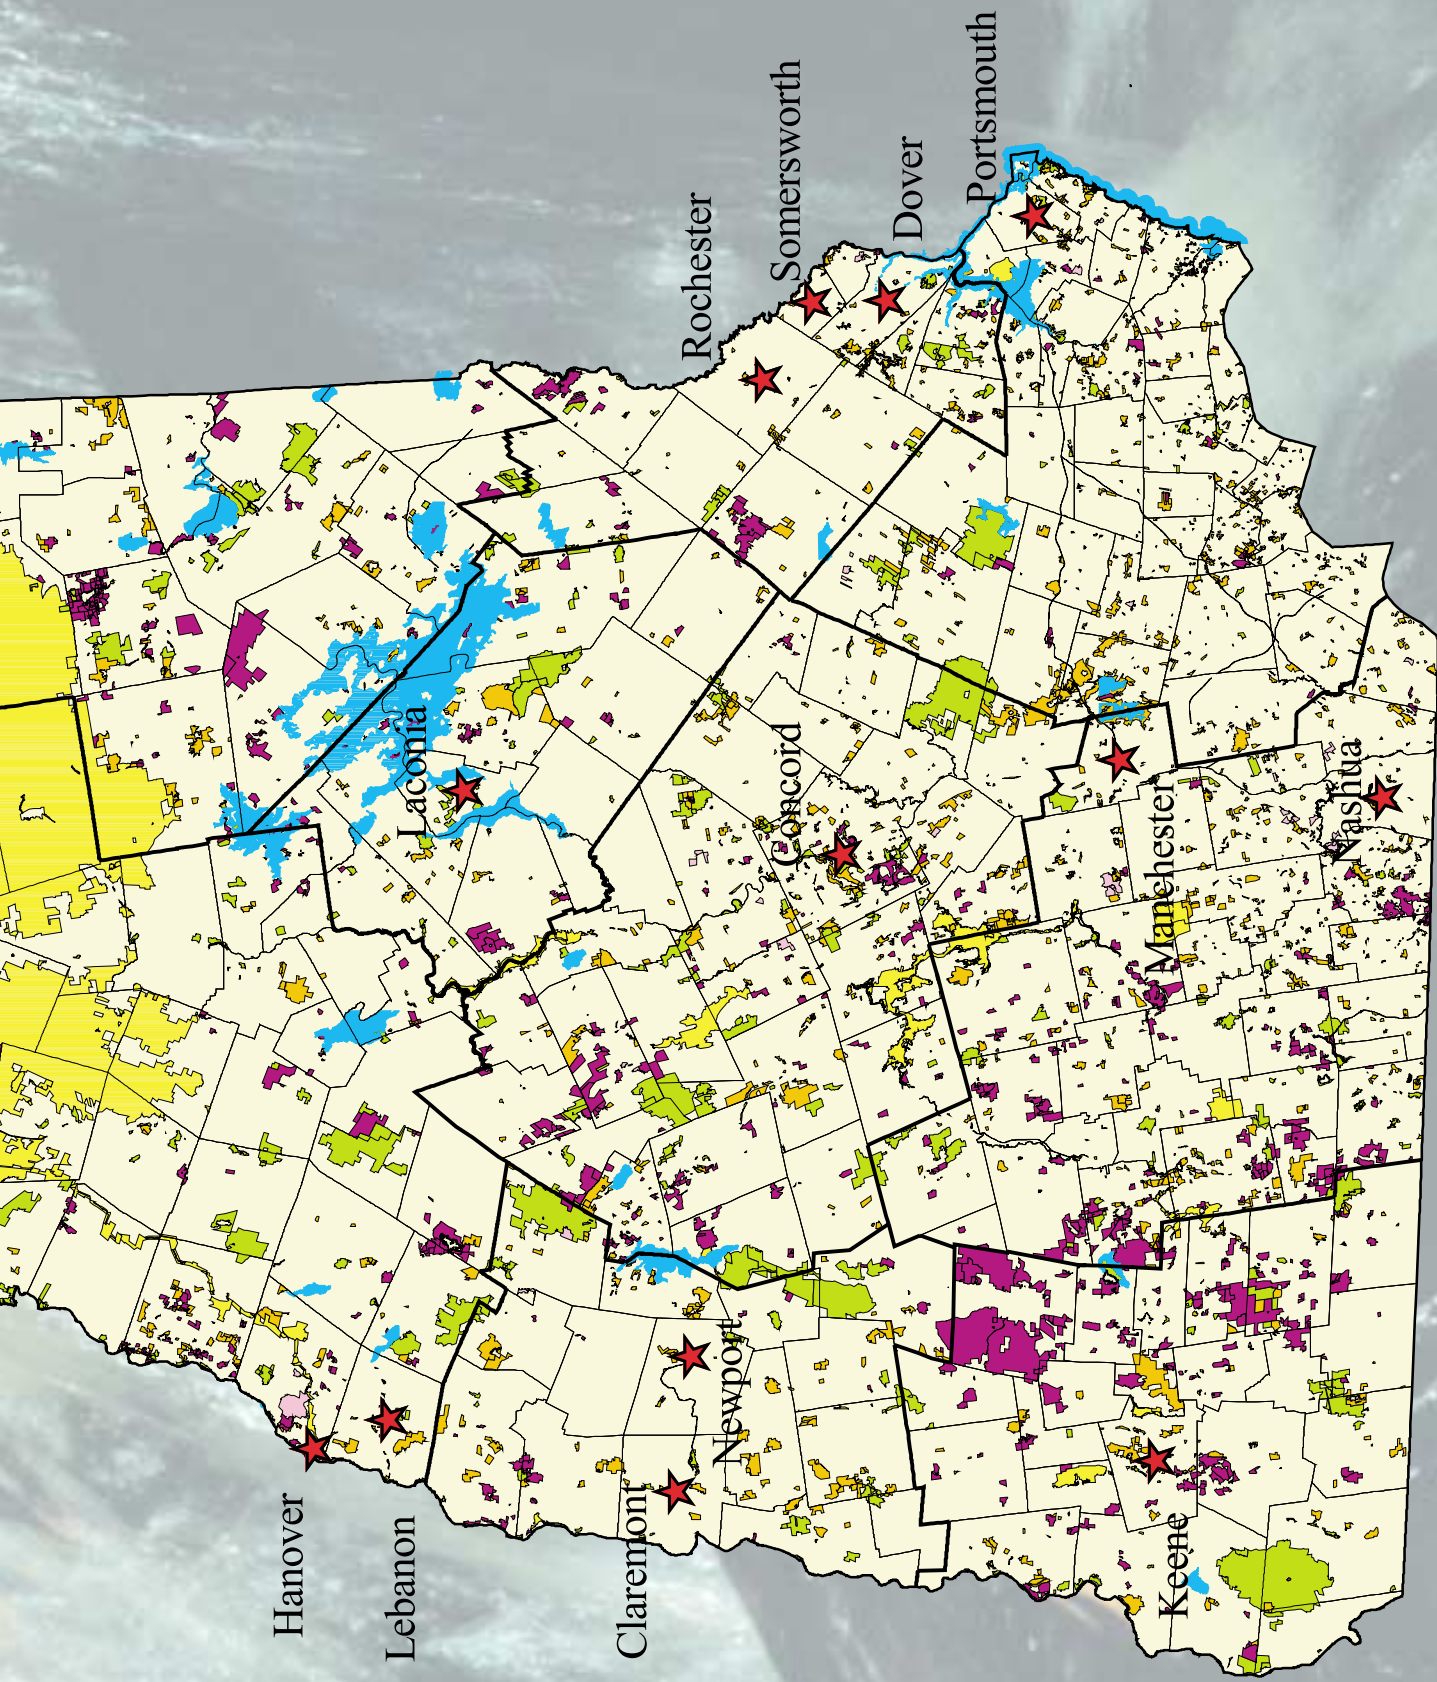 Portsmouth
Somersworth
Dover
Rochester
Laconia
Concord
Nashua
Manchester
Newport
Hanover
Lebanon
Claremont
Keene